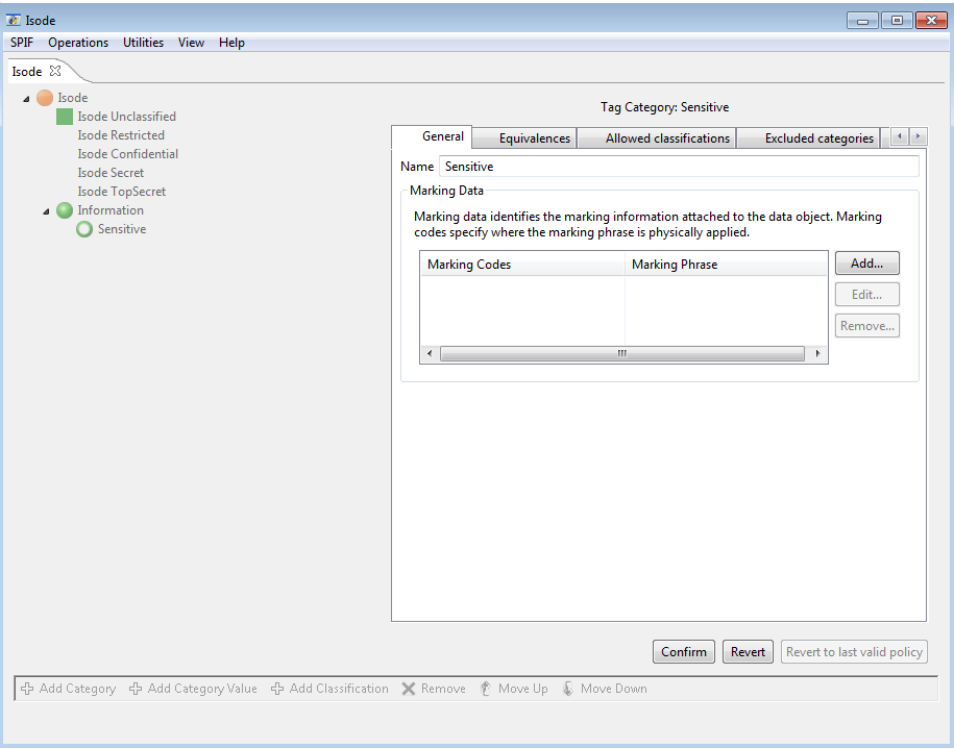 Isode
SPIF Operations Utilities View Help
Isode
Isode
Isode Unclassified
Isode Restricted
Isode Confidential
Isode Secret
Isode TopSecret
Information
Sensitive
Tag Category: Sensitive
General Equivalences Allowed classifications Excluded categories
Name Sensitive
Marking Data
Marking data identifies the marking information attached to the data object. Marking
codes specify where the marking phrase is physically applied.
Marking Codes Marking Phrase
Add...
Edit...
Remove...
Confirm Revert Revert to last valid policy
Add Category Add Category Value Add Classification Remove Move Up Move Down